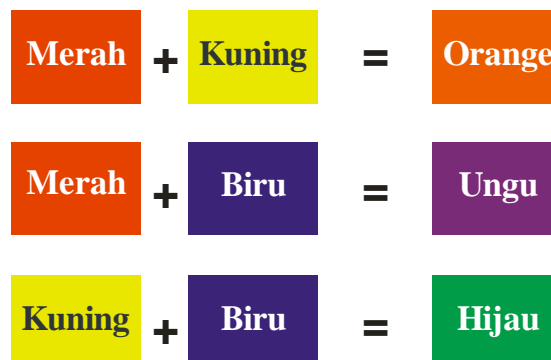 Merah + Kuning = Orange
Merah + Biru = Ungu
Kuning + Biru = Hijau